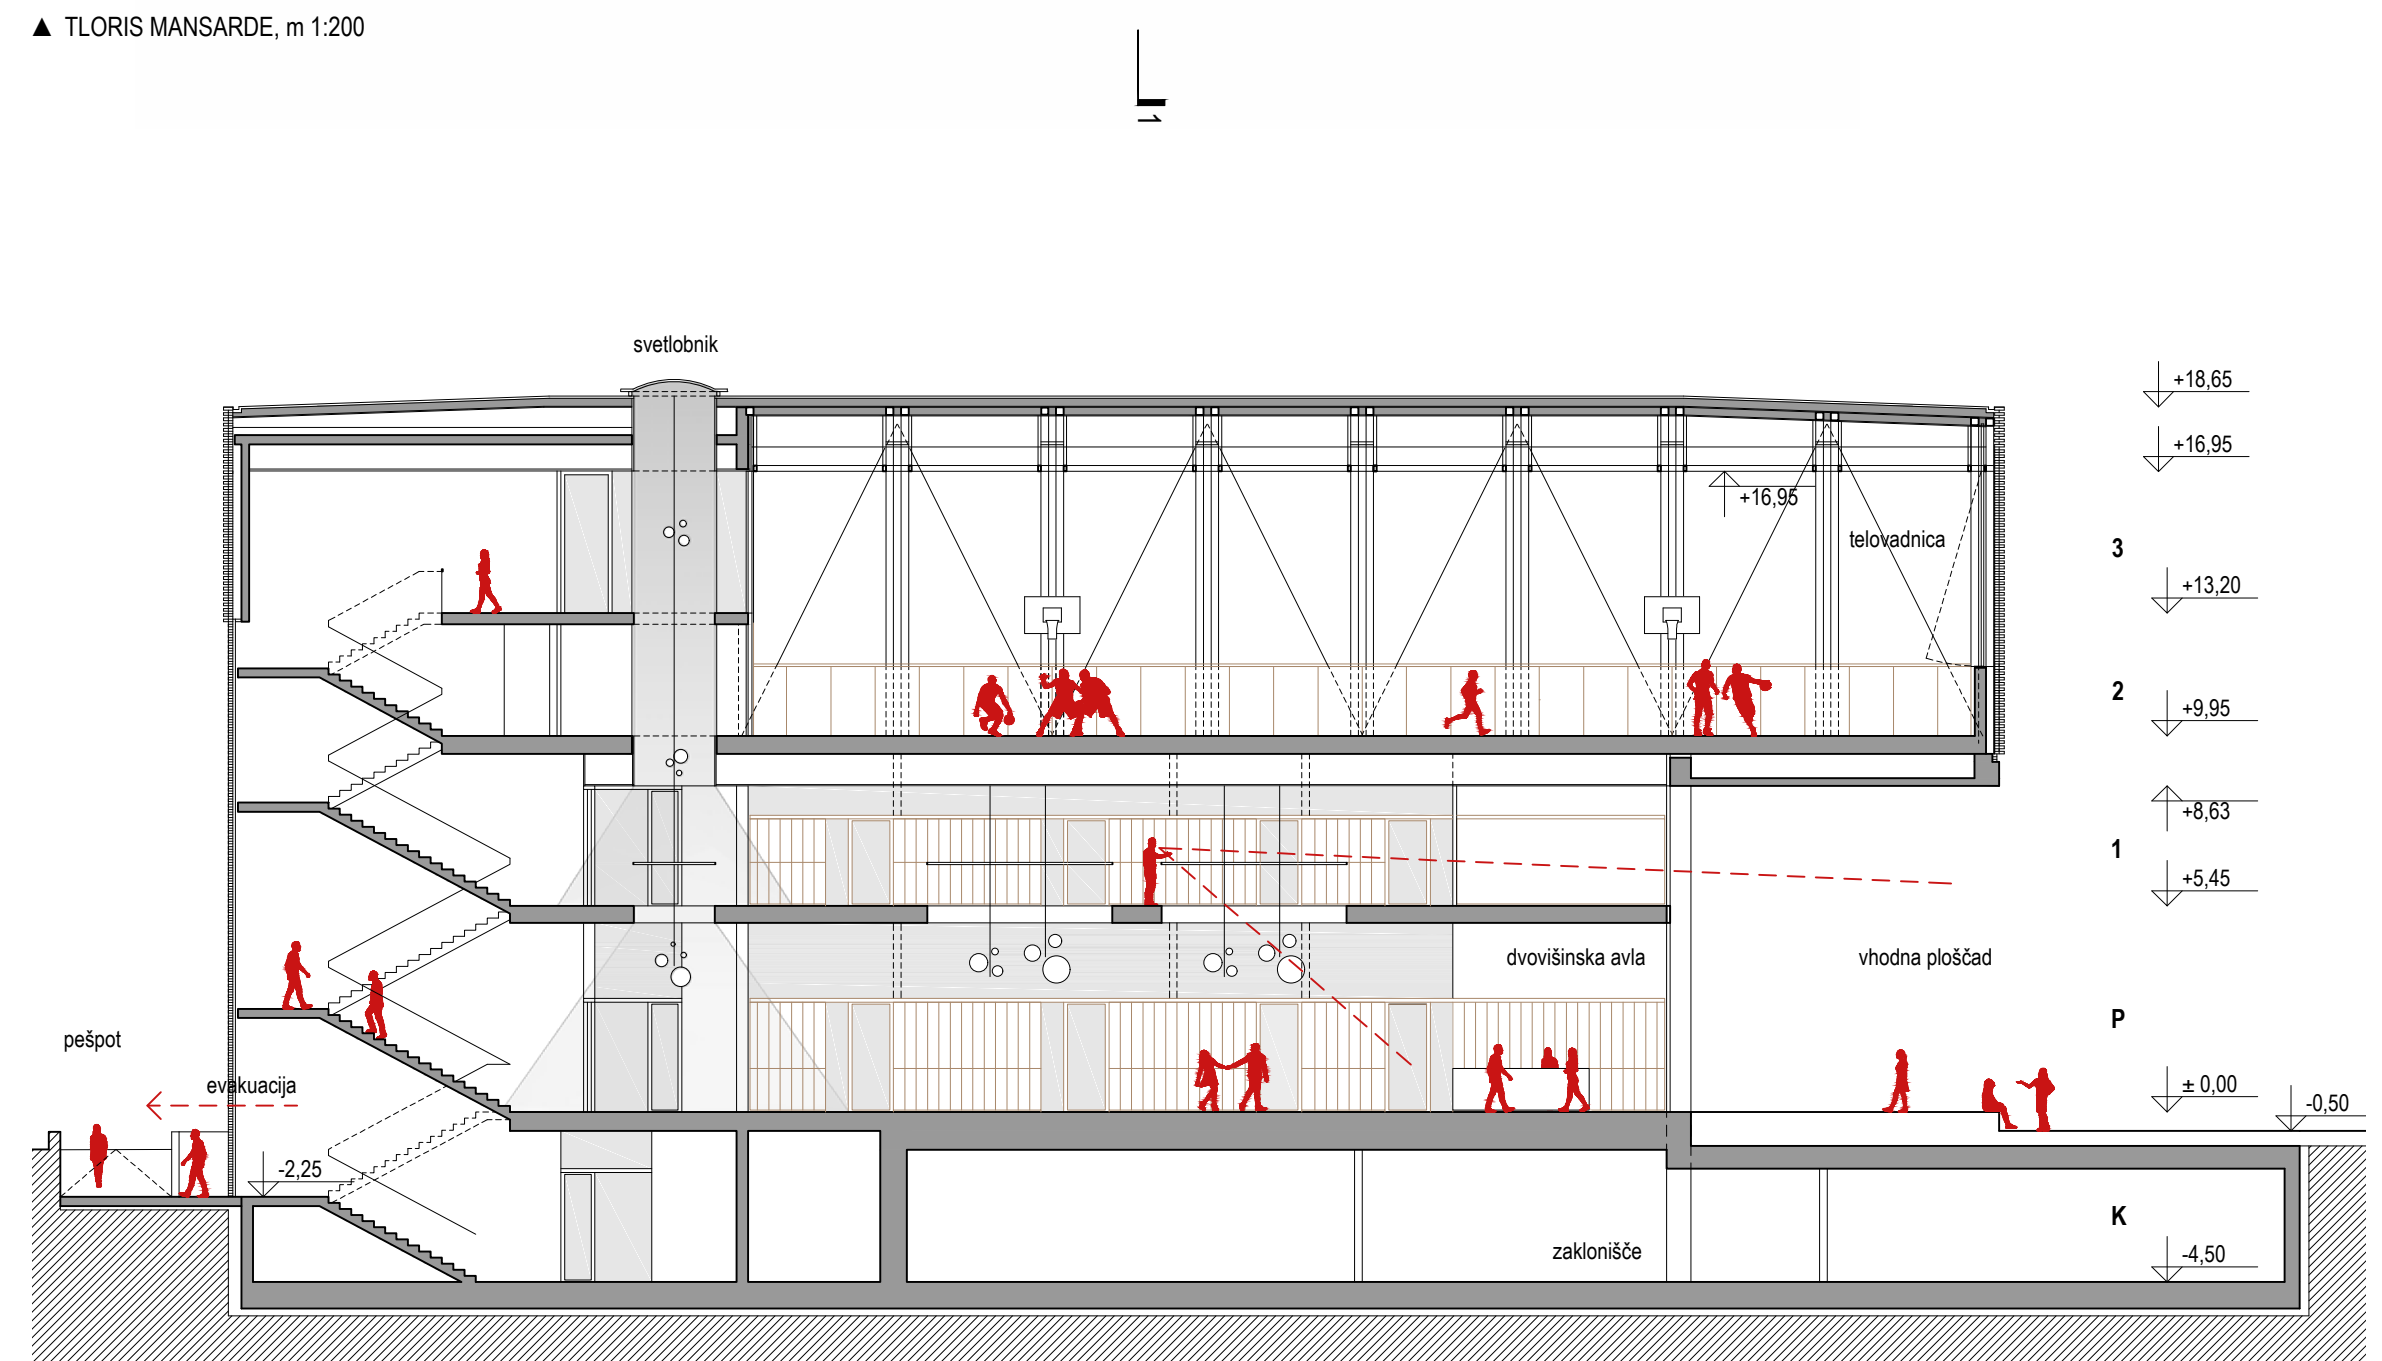 ▲ TLORIS MANSARDE, m 1:200
1
svetlobnik
+18,65
+16,95
+16,95
telovadnica
3
+13,20
2
+9,95
+8,63
1
+5,45
dvovišinska avla
vhodna ploščad
P
pešpot
evakuacija
± 0,00
-0,50
-2,25
K
zaklonišče
-4,50